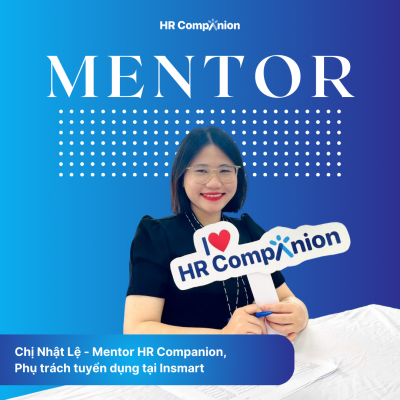 HR Companion
MENTOR
I
HR Companion
Chị Nhật Lệ - Mentor HR Companion,
Phụ trách tuyển dụng tại Insmart